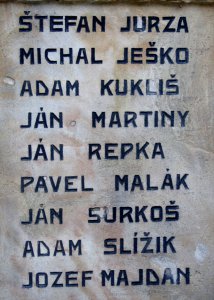 ŠTEFAN JURZA
MICHAL JEŠKO
ADAM KUKLIŠ
JÁN MARTINY
JÁN REPKA
PAVEL MALÁK
JÁN SURKOŠ
ADAM SLÍŽIK
JOZEF MAJDAN